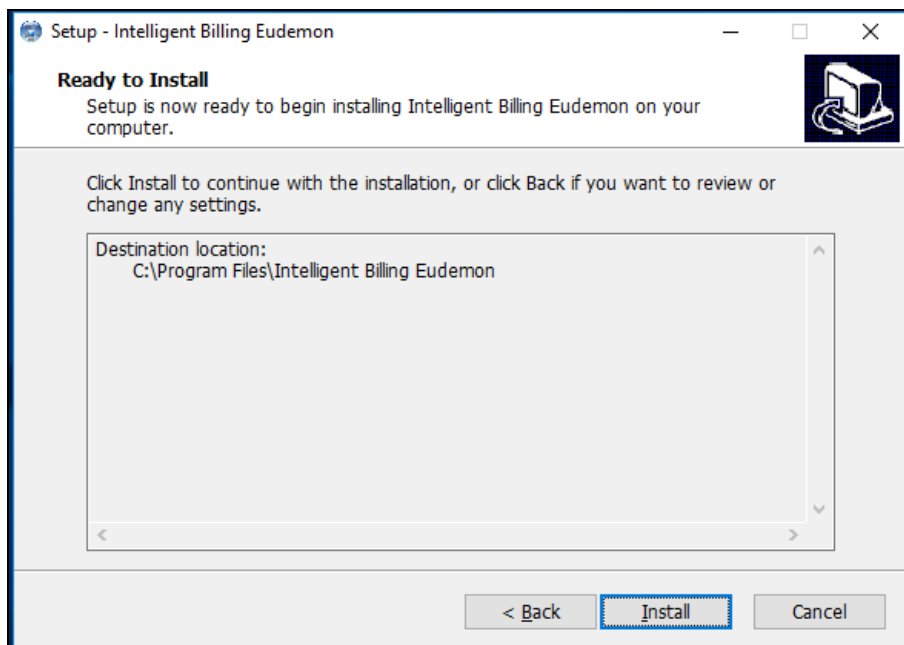 Setup - Intelligent Billing Eudemon
Ready to Install
Setup is now ready to begin installing Intelligent Billing Eudemon on your
computer.
Click Install to continue with the installation, or click Back if you want to review or
change any settings.
Destination location:
C:\Program Files\Intelligent Billing Eudemon
< Back
Install
Cancel